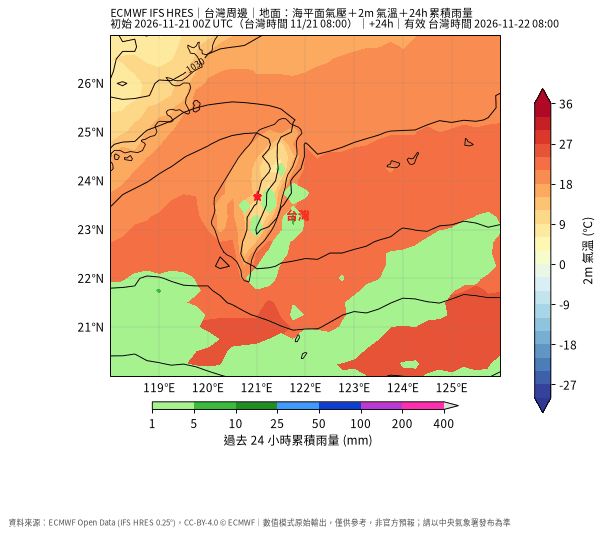 ECMWF IFS HRES｜台灣周邊｜地面：海平面氣壓＋2m 氣溫＋24h 累積雨量
初始 2026-11-21 00Z UTC（台灣時間 11/21 08:00）｜+24h｜有效 台灣時間 2026-11-22 08:00
1030
26°N
25°N
24°N
23°N
22°N
21°N
台灣
119°E 120°E 121°E 122°E 123°E 124°E 125°E
36
27
18
9
0
-9
-18
-27
2m 氣溫 (°C)
1 5 10 25 50 100 200 400
過去 24 小時累積雨量 (mm)
資料來源：ECMWF Open Data (IFS HRES 0.25°)，CC-BY-4.0 © ECMWF｜數值模式原始輸出，僅供參考，非官方預報；請以中央氣象署發布為準